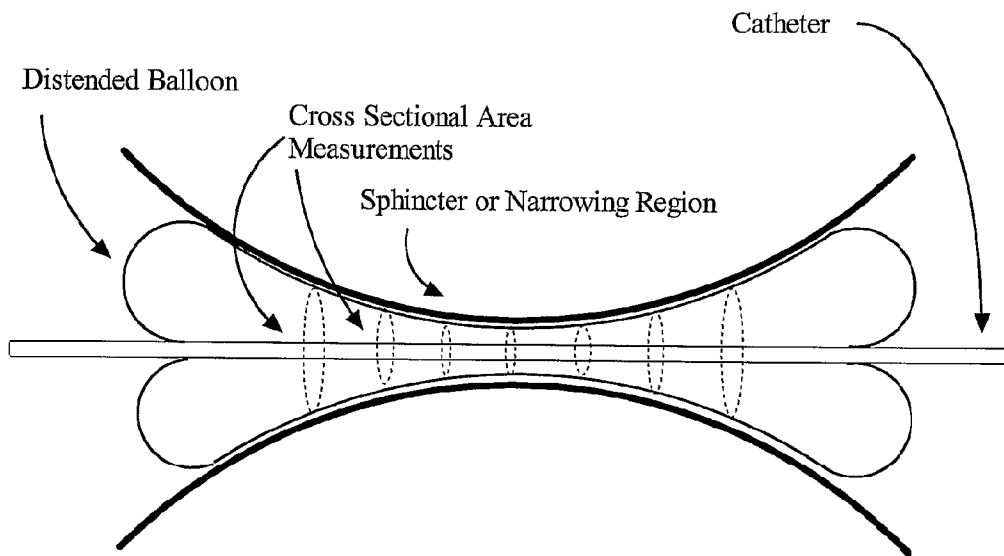 Catheter
Distended Balloon
Cross Sectional Area
Measurements
Sphincter or Narrowing Region